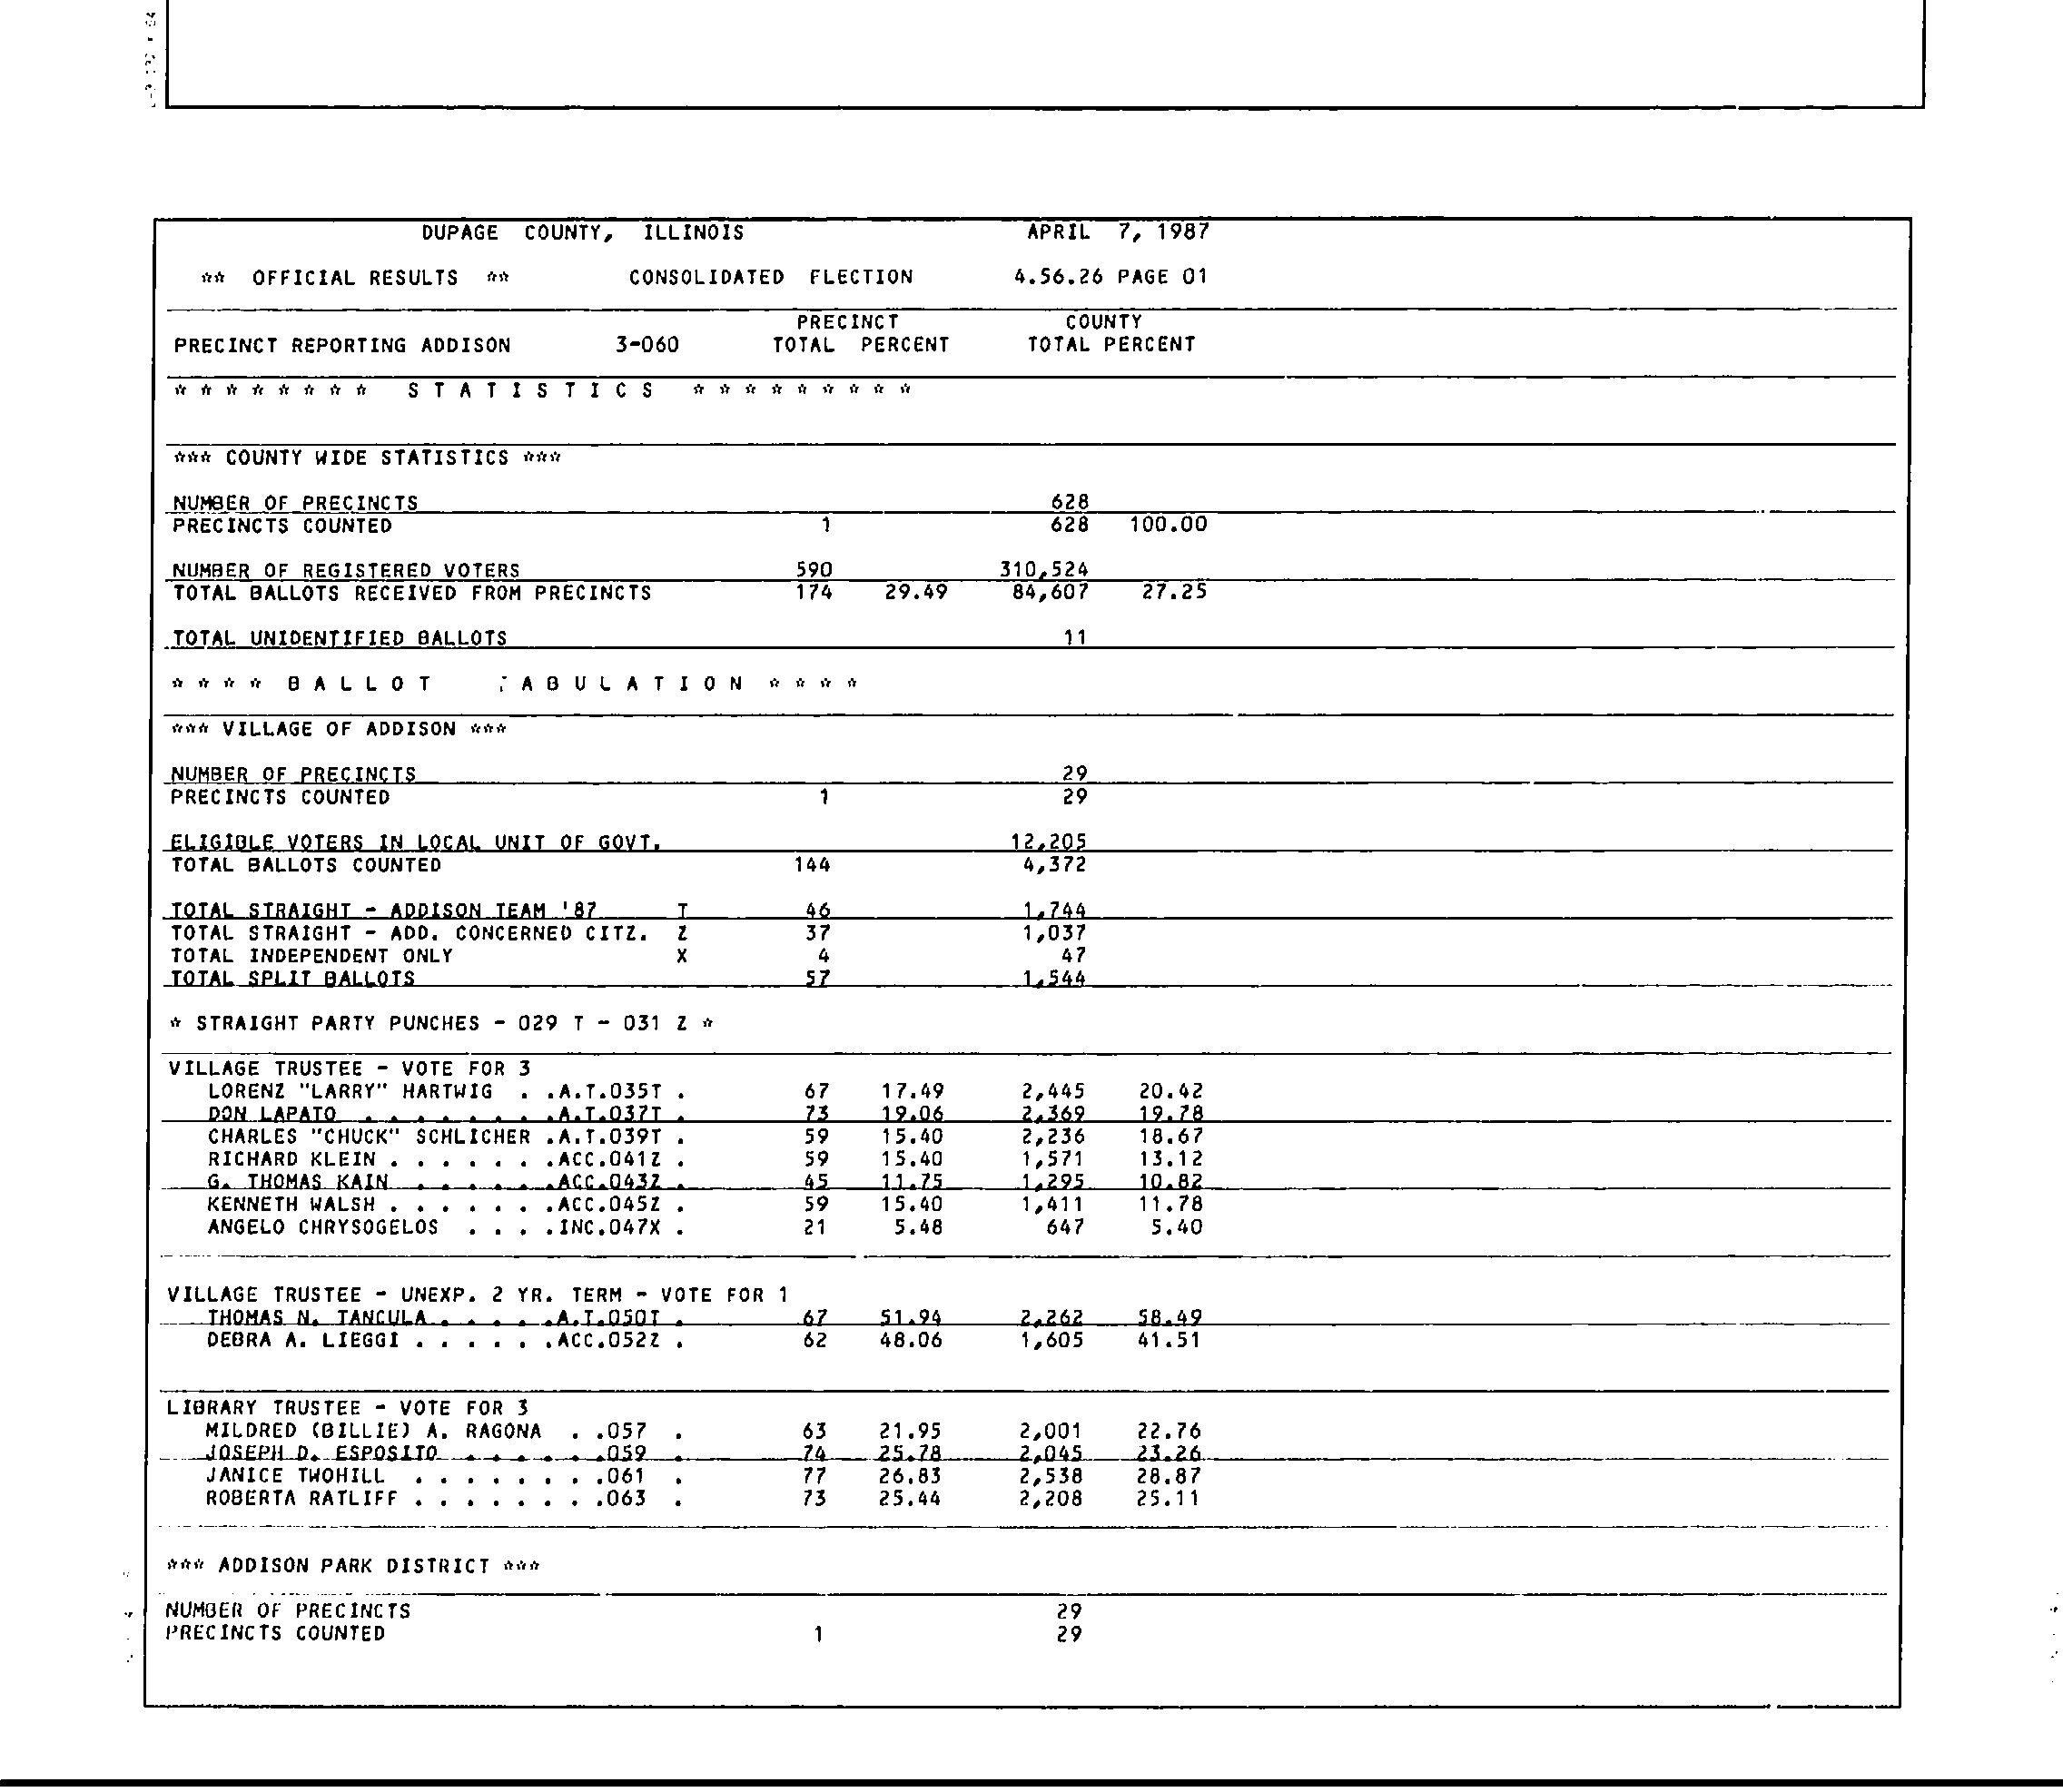 DUPAGE COUNTY, ILLINOIS APRIL 7, 1987
** OFFICIAL RESULTS ** CONSOLIDATED FLECTION 4.56.26 PAGE 01
PRECINCT COUNTY
PRECINCT REPORTING ADDISON 3-060 TOTAL PERCENT TOTAL PERCENT
* * * * * * * * S T A T I S T I C S * * * * * * * * *
*** COUNTY WIDE STATISTICS ***
NUMBER OF PRECINCTS 628
PRECINCTS COUNTED 1 628 100.00
NUMBER OF REGISTERED VOTERS 590 310,524
TOTAL BALLOTS RECEIVED FROM PRECINCTS 174 29.49 84,607 27.25
TOTAL UNIDENTIFIED BALLOTS 11
* * * * B A L L O T T A B U L A T I O N * * * *
*** VILLAGE OF ADDISON ***
NUMBER OF PRECINCTS 29
PRECINCTS COUNTED 1 29
ELIGIBLE VOTERS IN LOCAL UNIT OF GOVT. 12,205
TOTAL BALLOTS COUNTED 144 4,372
TOTAL STRAIGHT - ADDISON TEAM '87 T 46 1,744
TOTAL STRAIGHT - ADD. CONCERNED CITZ. Z 37 1,037
TOTAL INDEPENDENT ONLY X 4 47
TOTAL SPLIT BALLOTS 57 1,544
* STRAIGHT PARTY PUNCHES - 029 T - 031 Z *
VILLAGE TRUSTEE - VOTE FOR 3
LORENZ "LARRY" HARTWIG . .A.T.035T . 67 17.49 2,445 20.42
DON LAPATO . . . . . . . .A.T.037T . 73 19.06 2,369 19.78
CHARLES "CHUCK" SCHLICHER .A.T.039T . 59 15.40 2,236 18.67
RICHARD KLEIN . . . . . . .ACC.041Z . 59 15.40 1,571 13.12
G. THOMAS KAIN . . . . . .ACC.043Z . 45 11.75 1,295 10.82
KENNETH WALSH . . . . . . .ACC.045Z . 59 15.40 1,411 11.78
ANGELO CHRYSOGELOS . . . .INC.047X . 21 5.48 647 5.40
VILLAGE TRUSTEE - UNEXP. 2 YR. TERM - VOTE FOR 1
THOMAS N. TANCULA . . . . .A.T.050T . 67 51.94 2,262 58.49
DEBRA A. LIEGGI . . . . . .ACC.052Z . 62 48.06 1,605 41.51
LIBRARY TRUSTEE - VOTE FOR 3
MILDRED (BILLIE) A. RAGONA . .057 . 63 21.95 2,001 22.76
JOSEPH D. ESPOSITO . . . . . .059 . 74 25.78 2,045 23.26
JANICE TWOHILL . . . . . . . .061 . 77 26.83 2,538 28.87
ROBERTA RATLIFF . . . . . . . .063 . 73 25.44 2,208 25.11
*** ADDISON PARK DISTRICT ***
NUMBER OF PRECINCTS 29
PRECINCTS COUNTED 1 29